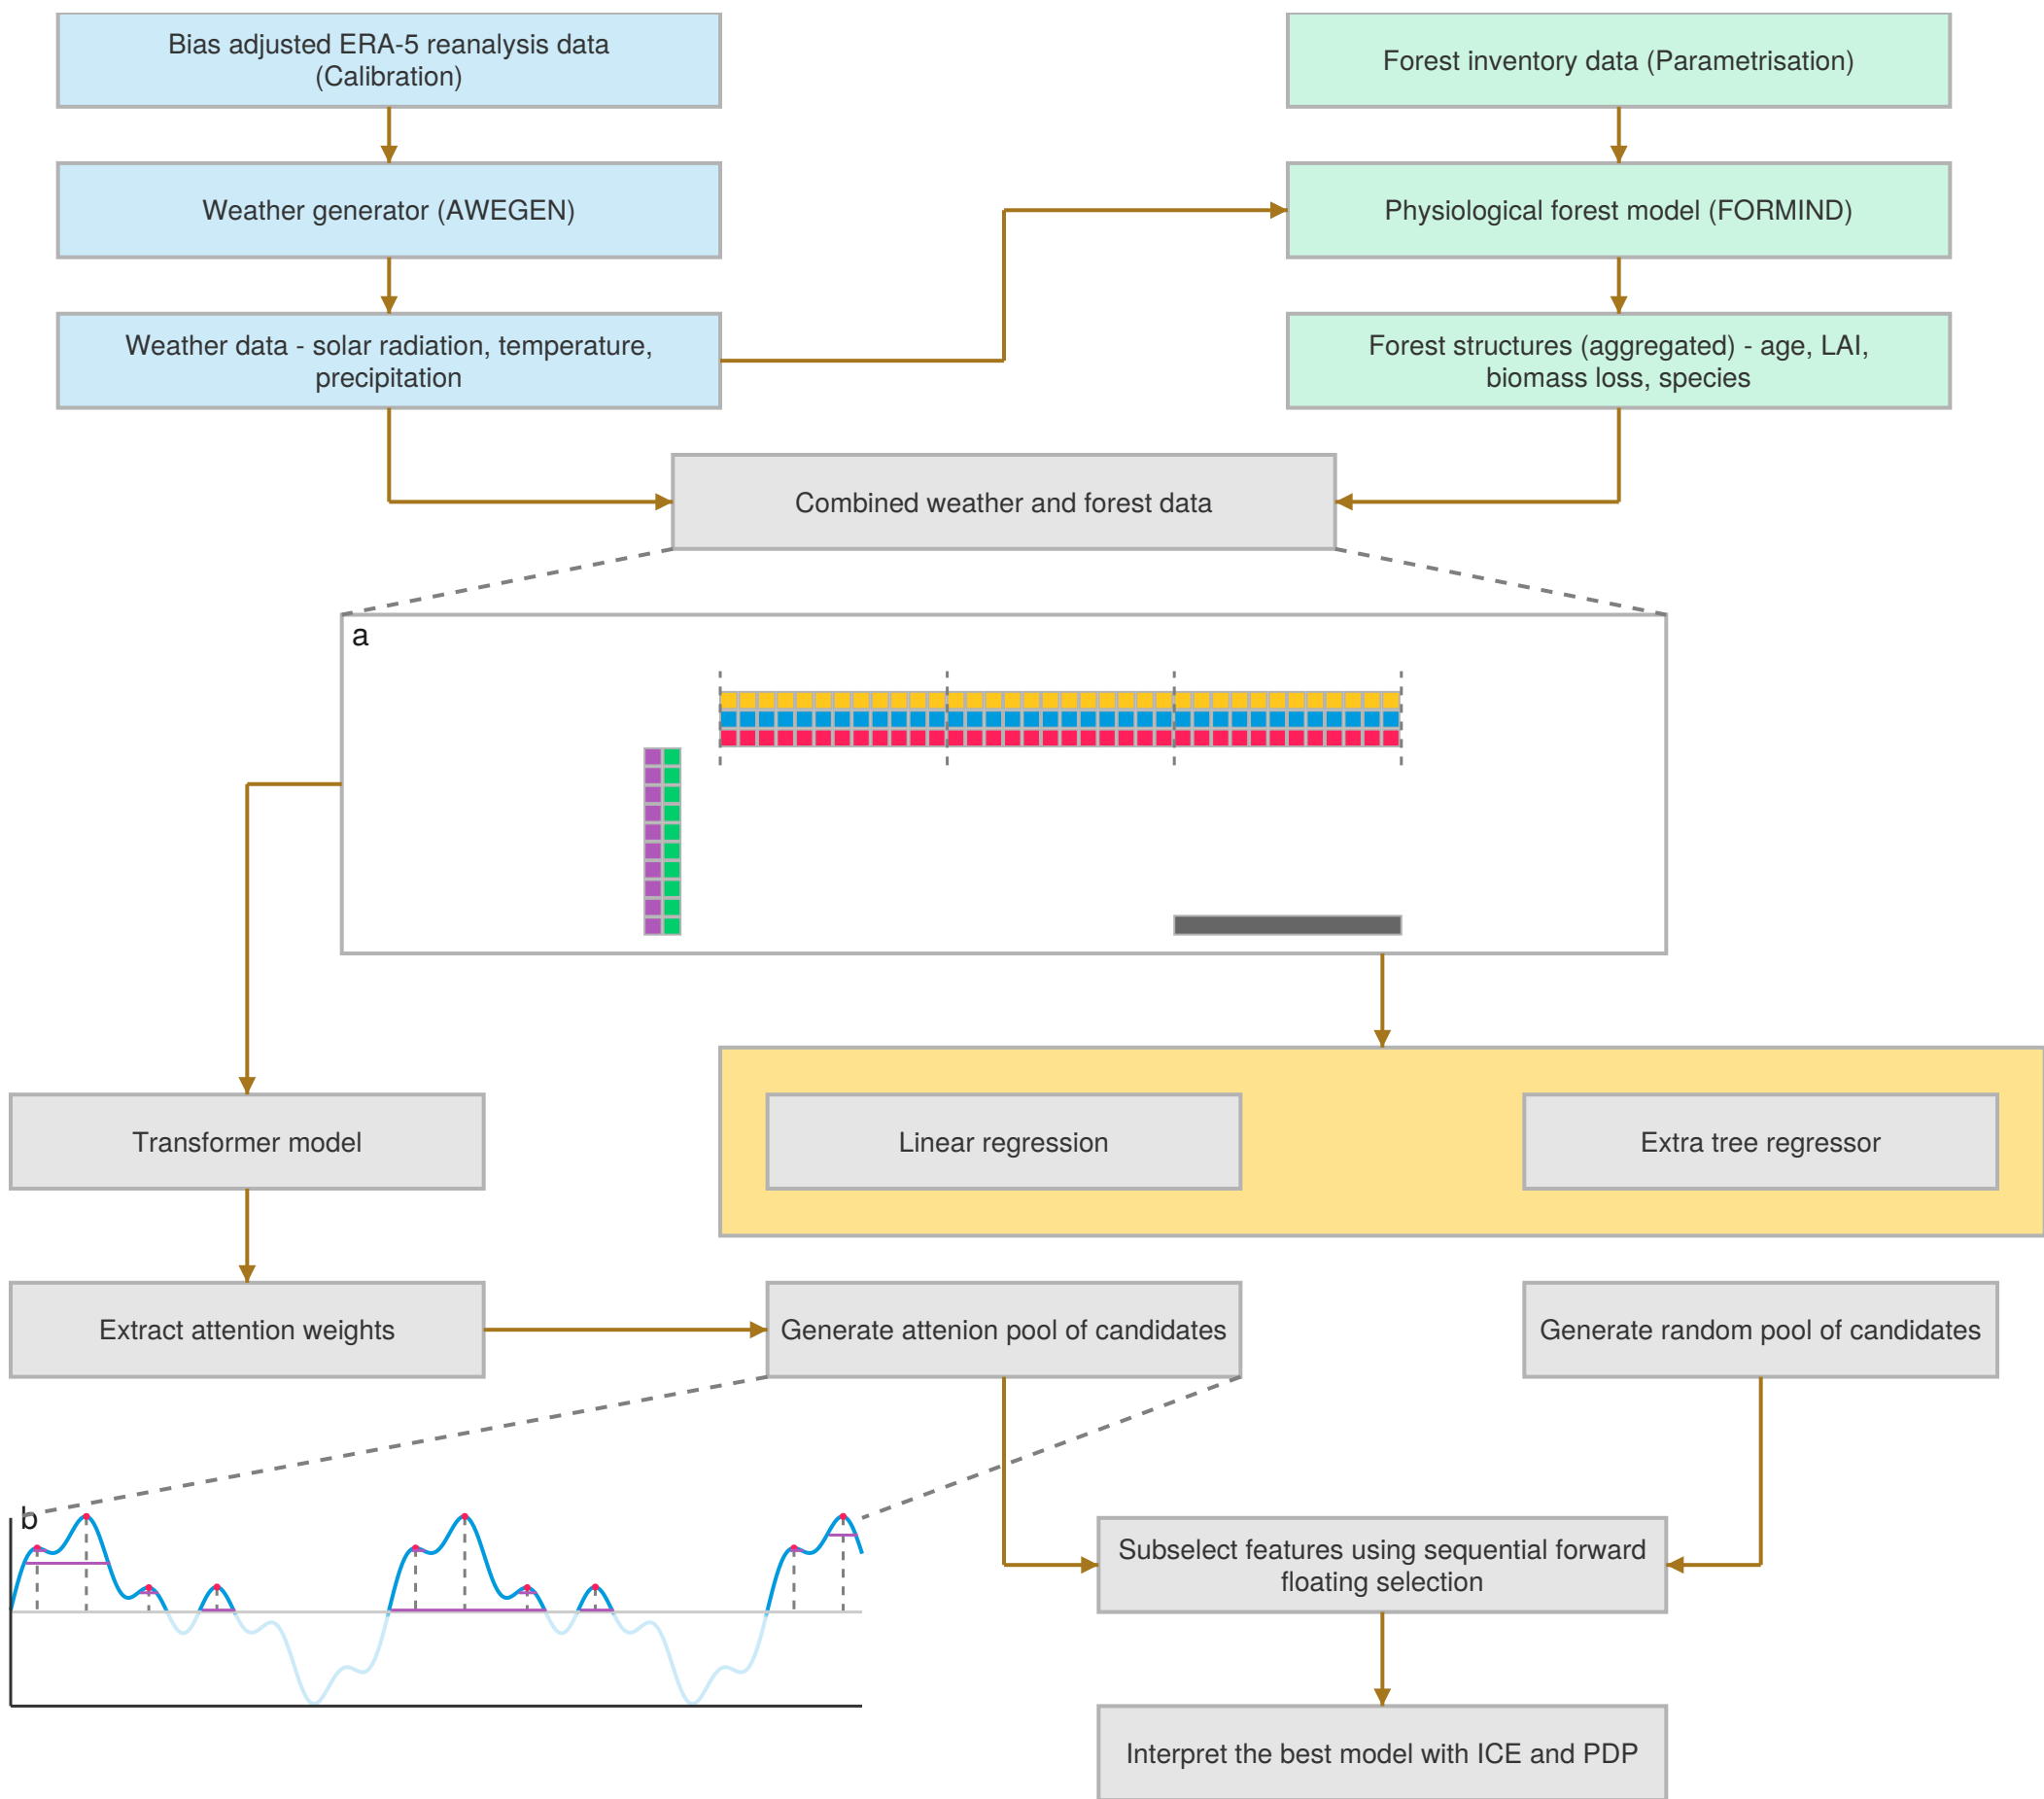 Bias adjusted ERA-5 reanalysis data
(Calibration)
Forest inventory data (Parametrisation)
Weather generator (AWEGEN)
Physiological forest model (FORMIND)
Weather data - solar radiation, temperature,
precipitation
Forest structures (aggregated) - age, LAI,
biomass loss, species
Combined weather and forest data
a
Transformer model
Linear regression
Extra tree regressor
Extract attention weights
Generate attenion pool of candidates
Generate random pool of candidates
b
Subselect features using sequential forward
floating selection
Interpret the best model with ICE and PDP